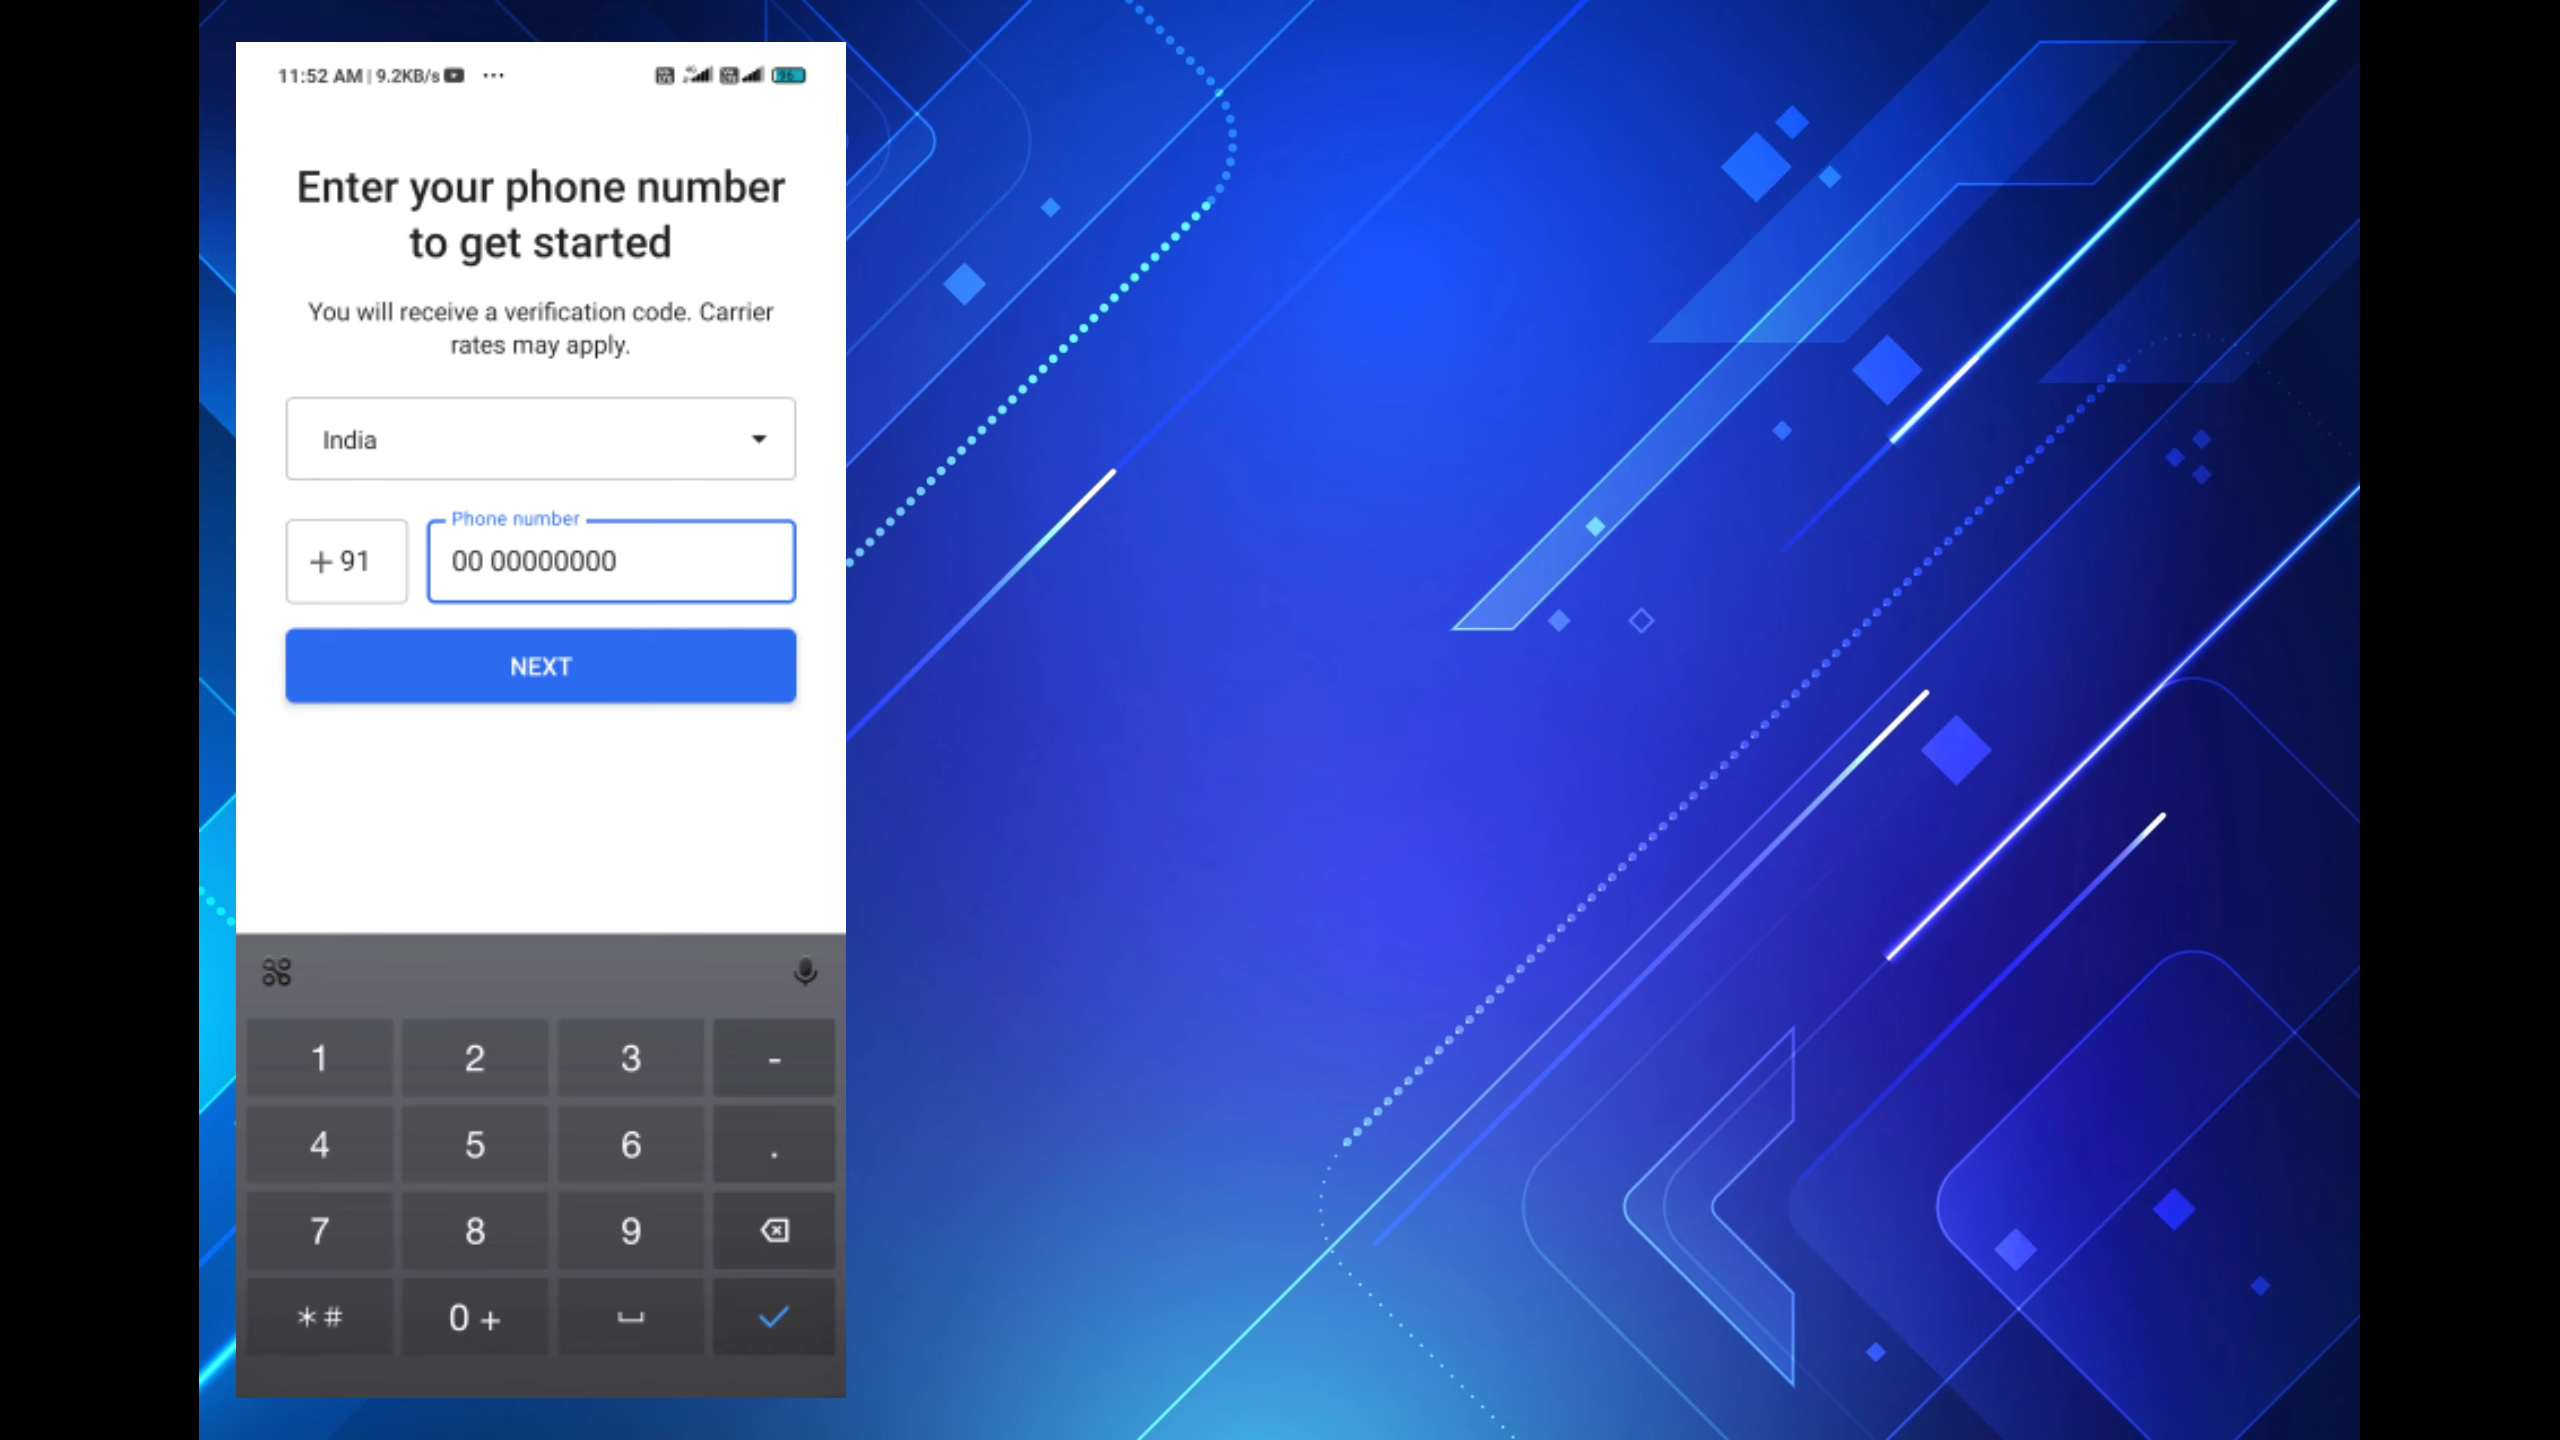 11:52 AM | 9.2KB/s ...
96
Enter your phone number
to get started
You will receive a verification code. Carrier
rates may apply.
India
Phone number
+ 91
00 00000000
NEXT
1 2 3 -
4 5 6 .
7 8 9
* # 0 +